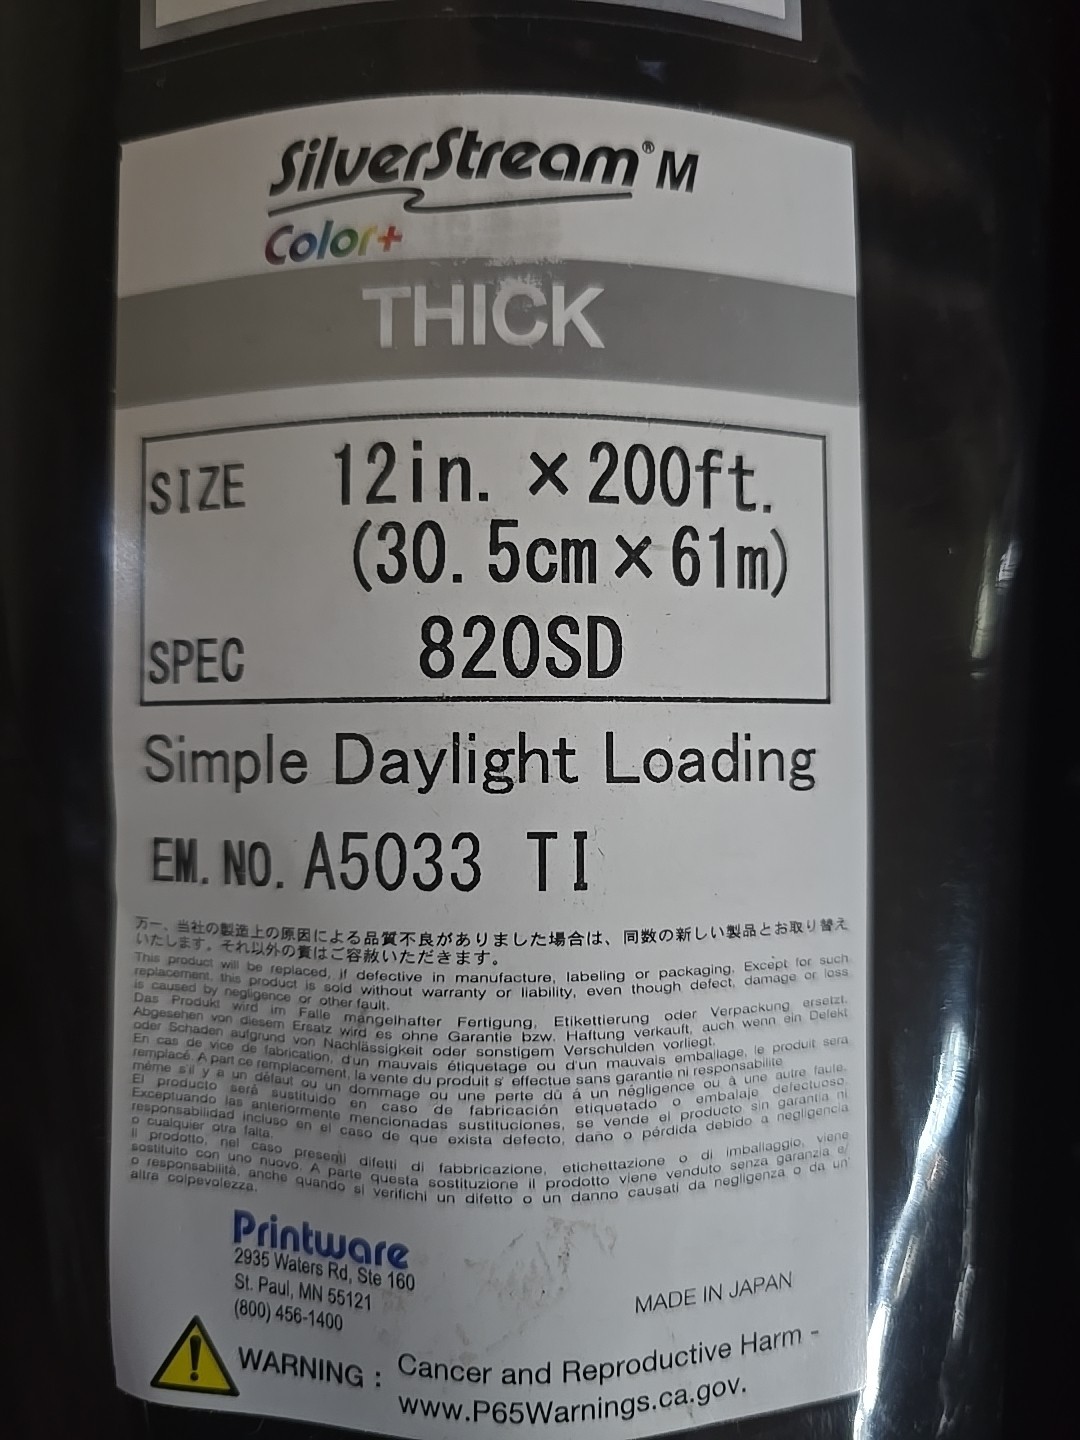 SilverStream® M
Color+
THICK
SIZE 12in. × 200ft.
(30. 5cm × 61m)
SPEC 820SD
Simple Daylight Loading
EM. NO. A5033 TI
万一、当社の製造上の原因による品質不良がありました場合は、同数の新しい製品とお取り替え
いたします。それ以外の責はご容赦いただきます。
This product will be replaced, if defective in manufacture, labeling or packaging. Except for such
replacement, this product is sold without warranty or liability, even though defect, damage or loss
is caused by negligence or other fault.
Das Produkt wird im Falle mangelhafter Fertigung, Etikettierung oder Verpackung ersetzt.
Abgesehen von diesem Ersatz wird es ohne Garantie bzw. Haftung verkauft, auch wenn ein Defekt
oder Schaden aufgrund von Nachlässigkeit oder sonstigem Verschulden vorliegt.
En cas de vice de fabrication, d'un mauvais étiquetage ou d'un mauvais emballage, le produit sera
remplacé. A part ce remplacement, la vente du produit s' effectue sans garantie ni responsabilité
même s'il y a un défaut ou un dommage ou une perte dû á un négligence ou à une autre faute.
El producto será sustituido en caso de fabricación etiquetado o embalaje defectuoso.
Exceptuando las anteriormente mencionadas sustituciones, se vende el producto sin garantia ni
responsabilidad incluso en el caso de que exista defecto, daño o pérdida debido a negligencia
o cualquier otra falta.
Il prodotto, nel caso presenti difetti di fabbricazione, etichettazione o di imballaggio, viene
sostituito con uno nuovo. A parte questa sostituzione il prodotto viene venduto senza garanzia e/
o responsabilità, anche quando si verifichi un difetto o un danno causati da negligenza o da un'
altra colpevolezza.
Printware
2935 Waters Rd, Ste 160
St. Paul, MN 55121
(800) 456-1400
MADE IN JAPAN
WARNING : Cancer and Reproductive Harm -
www.P65Warnings.ca.gov.